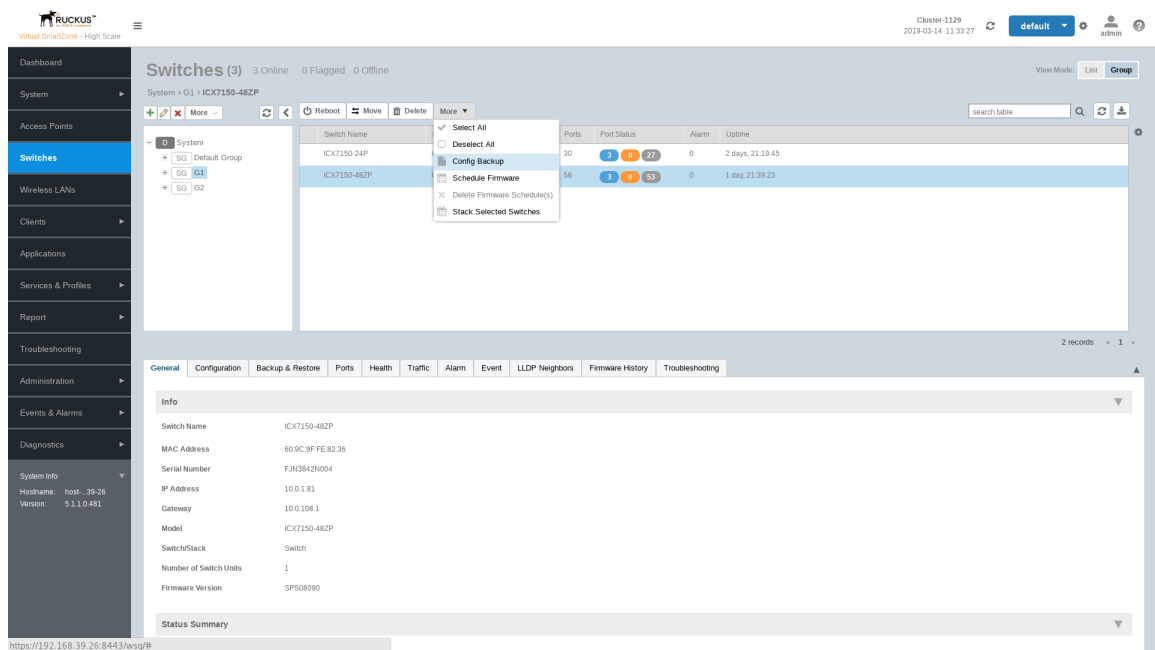 RUCKUS™
Virtual SmartZone - High Scale
Cluster-1129
2019-03-14 11:33:27
default
admin
Dashboard
System
Access Points
Switches
Wireless LANs
Clients
Applications
Services & Profiles
Report
Troubleshooting
Administration
Events & Alarms
Diagnostics
System Info
Hostname: host-...39-26
Version: 5.1.1.0.481
Switches (3) 3 Online 0 Flagged 0 Offline
View Mode: List Group
System › G1 › ICX7150-48ZP
More
D System
SG Default Group
SG G1
SG G2
Reboot Move Delete More
search table
Select All
Deselect All
Config Backup
Schedule Firmware
Delete Firmware Schedule(s)
Stack Selected Switches
Switch Name Ports Port Status Alarm Uptime
ICX7150-24P 30 3 0 27 0 2 days, 21:19:45
ICX7150-48ZP 56 3 0 53 0 1 day, 21:39:23
2 records « 1 »
General Configuration Backup & Restore Ports Health Traffic Alarm Event LLDP Neighbors Firmware History Troubleshooting
Info
Switch Name ICX7150-48ZP
MAC Address 60:9C:9F:FE:82:36
Serial Number FJN3842N004
IP Address 10.0.1.81
Gateway 10.0.108.1
Model ICX7150-48ZP
Switch/Stack Switch
Number of Switch Units 1
Firmware Version SPS08090
Status Summary
https://192.168.39.26:8443/wsg/#